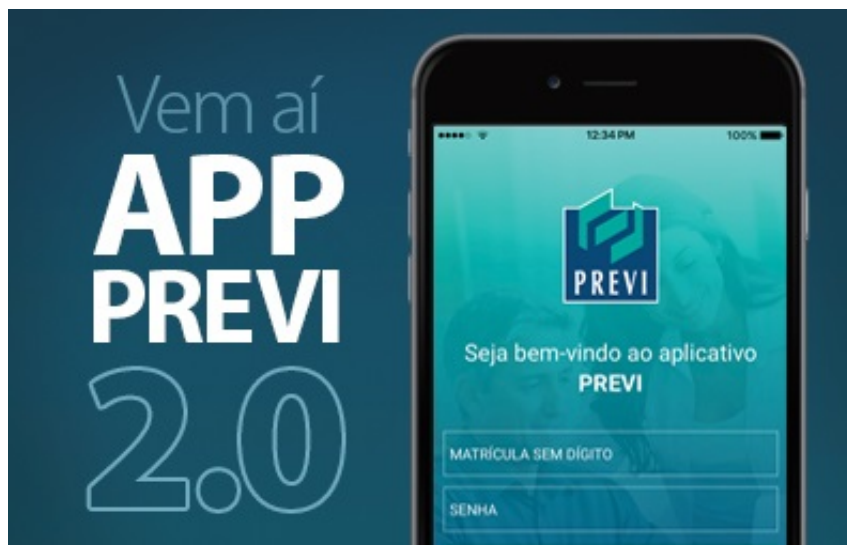 Vem aí
APP
PREVI
2.0
12:34 PM
100%
PREVI
Seja bem-vindo ao aplicativo
PREVI
MATRÍCULA SEM DÍGITO
SENHA